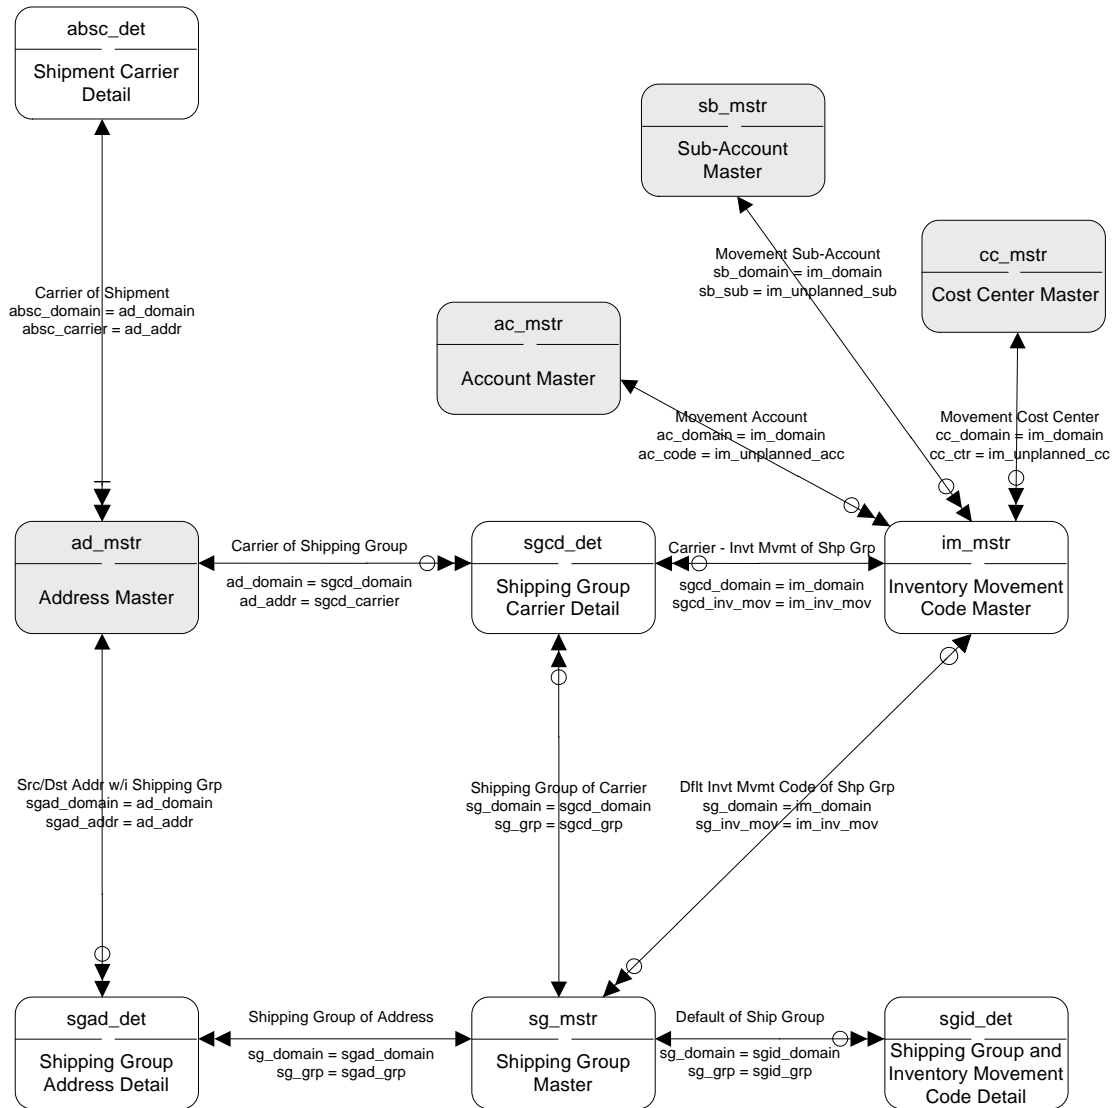 absc_det
Shipment Carrier
Detail
sb_mstr
Sub-Account
Master
cc_mstr
Cost Center Master
Movement Sub-Account
sb_domain = im_domain
sb_sub = im_unplanned_sub
Carrier of Shipment
absc_domain = ad_domain
absc_carrier = ad_addr
ac_mstr
Account Master
Movement Account
ac_domain = im_domain
ac_code = im_unplanned_acc
Movement Cost Center
cc_domain = im_domain
cc_ctr = im_unplanned_cc
ad_mstr
Address Master
Carrier of Shipping Group
ad_domain = sgcd_domain
ad_addr = sgcd_carrier
sgcd_det
Shipping Group
Carrier Detail
Carrier - Invt Mvmt of Shp Grp
sgcd_domain = im_domain
sgcd_inv_mov = im_inv_mov
im_mstr
Inventory Movement
Code Master
Src/Dst Addr w/i Shipping Grp
sgad_domain = ad_domain
sgad_addr = ad_addr
Shipping Group of Carrier
sg_domain = sgcd_domain
sg_grp = sgcd_grp
Dflt Invt Mvmt Code of Shp Grp
sg_domain = im_domain
sg_inv_mov = im_inv_mov
sgad_det
Shipping Group
Address Detail
Shipping Group of Address
sg_domain = sgad_domain
sg_grp = sgad_grp
sg_mstr
Shipping Group
Master
Default of Ship Group
sg_domain = sgid_domain
sg_grp = sgid_grp
sgid_det
Shipping Group and
Inventory Movement
Code Detail